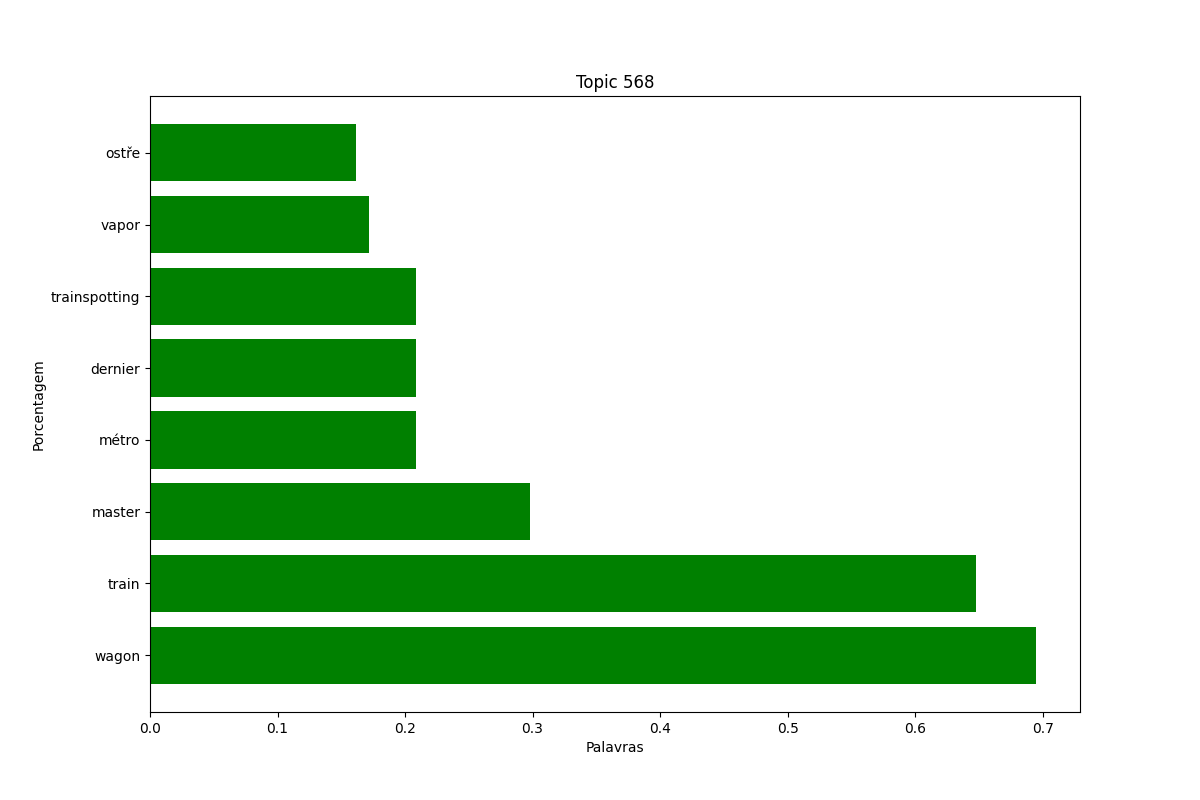 Topic 568
ostře
vapor
trainspotting
dernier
métro
master
train
wagon
Porcentagem
0.0 0.1 0.2 0.3 0.4 0.5 0.6 0.7
Palavras